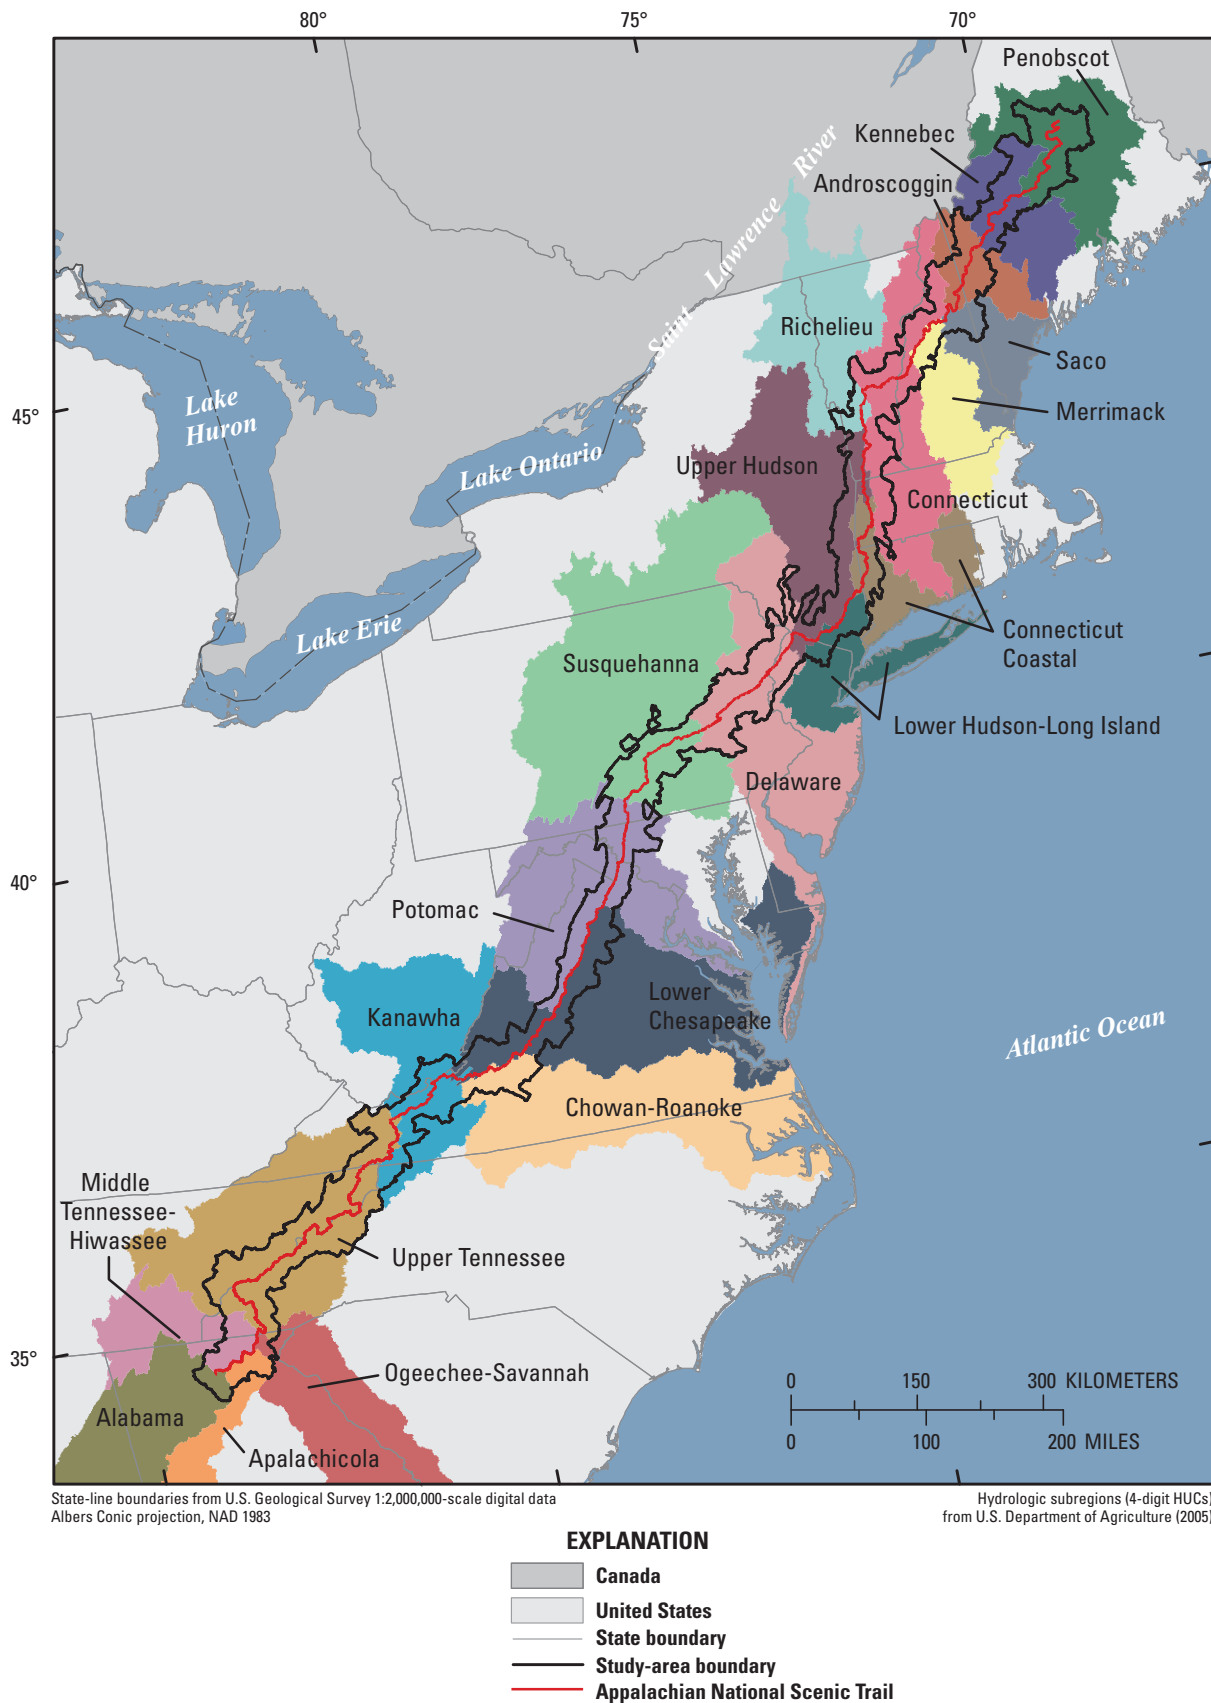 80°
75°
70°
Penobscot
Kennebec
Androscoggin
Saint Lawrence River
Richelieu
Saco
Lake
Huron
45°
Merrimack
Lake Ontario
Upper Hudson
Connecticut
Lake Erie
Susquehanna
Connecticut
Coastal
Lower Hudson-Long Island
Delaware
40°
Potomac
Lower
Chesapeake
Kanawha
Atlantic Ocean
Chowan-Roanoke
Middle
Tennessee-
Hiwassee
Upper Tennessee
35°
Ogeechee-Savannah
0 150 300 KILOMETERS
0 100 200 MILES
Alabama
Apalachicola
State-line boundaries from U.S. Geological Survey 1:2,000,000-scale digital data
Albers Conic projection, NAD 1983
Hydrologic subregions (4-digit HUCs)
from U.S. Department of Agriculture (2005)
EXPLANATION
Canada
United States
State boundary
Study-area boundary
Appalachian National Scenic Trail